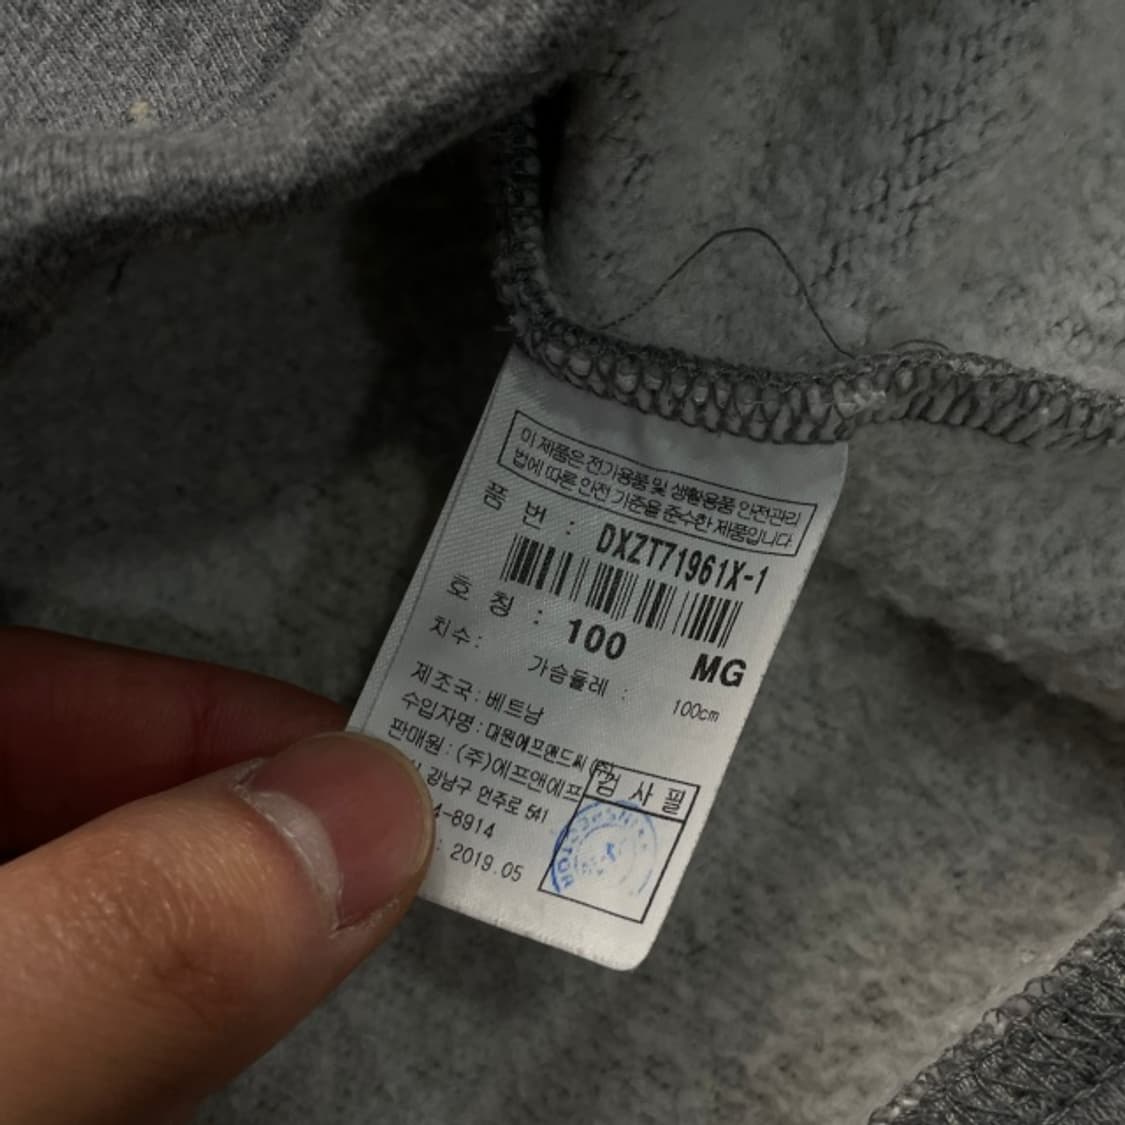 이 제품은 전기용품 및 생활용품 안전관리
법에 따른 안전 기준을 준수한 제품입니다.
품 번 : DXZT71961X-1
호 칭 : 100 MG
치수 : 가슴둘레 : 100cm
제조국 : 베트남
수입자명 : 대원에프앤드씨(주)
판매원 : (주)에프앤에프
강남구 언주로 541
4-8914
: 2019.05
검 사 필